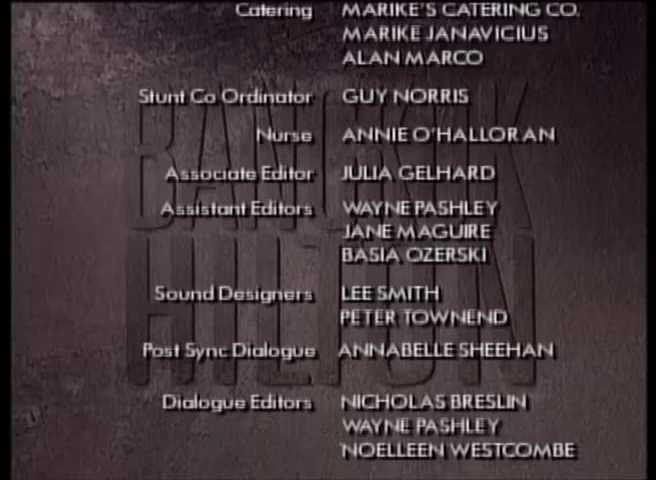 Catering MARIKE'S CATERING CO.
MARIKE JANAVICIUS
ALAN MARCO
Stunt Co Ordinator GUY NORRIS
Nurse ANNIE O'HALLORAN
Associate Editor JULIA GELHARD
Assistant Editors WAYNE PASHLEY
JANE MAGUIRE
BASIA OZERSKI
Sound Designers LEE SMITH
PETER TOWNEND
Post Sync Dialogue ANNABELLE SHEEHAN
Dialogue Editors NICHOLAS BRESLIN
WAYNE PASHLEY
NOELLEEN WESTCOMBE
BANGKOK
HILTON